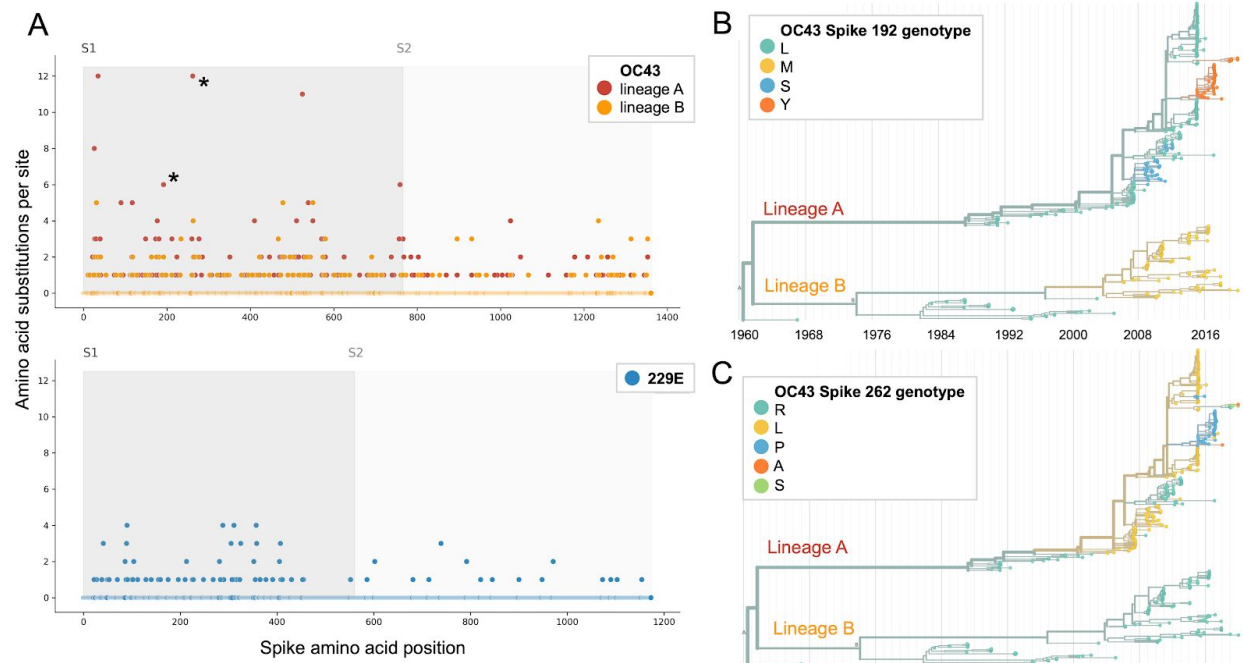 A
S1
S2
OC43
lineage A
lineage B
*
*
12
10
8
6
4
2
0
0
200
400
600
800
1000
1200
1400
Amino acid substitutions per site
S1
S2
229E
12
10
8
6
4
2
0
0
200
400
600
800
1000
1200
Spike amino acid position
B
OC43 Spike 192 genotype
L
M
S
Y
Lineage A
Lineage B
1960
1968
1976
1984
1992
2000
2008
2016
C
OC43 Spike 262 genotype
R
L
P
A
S
Lineage A
Lineage B